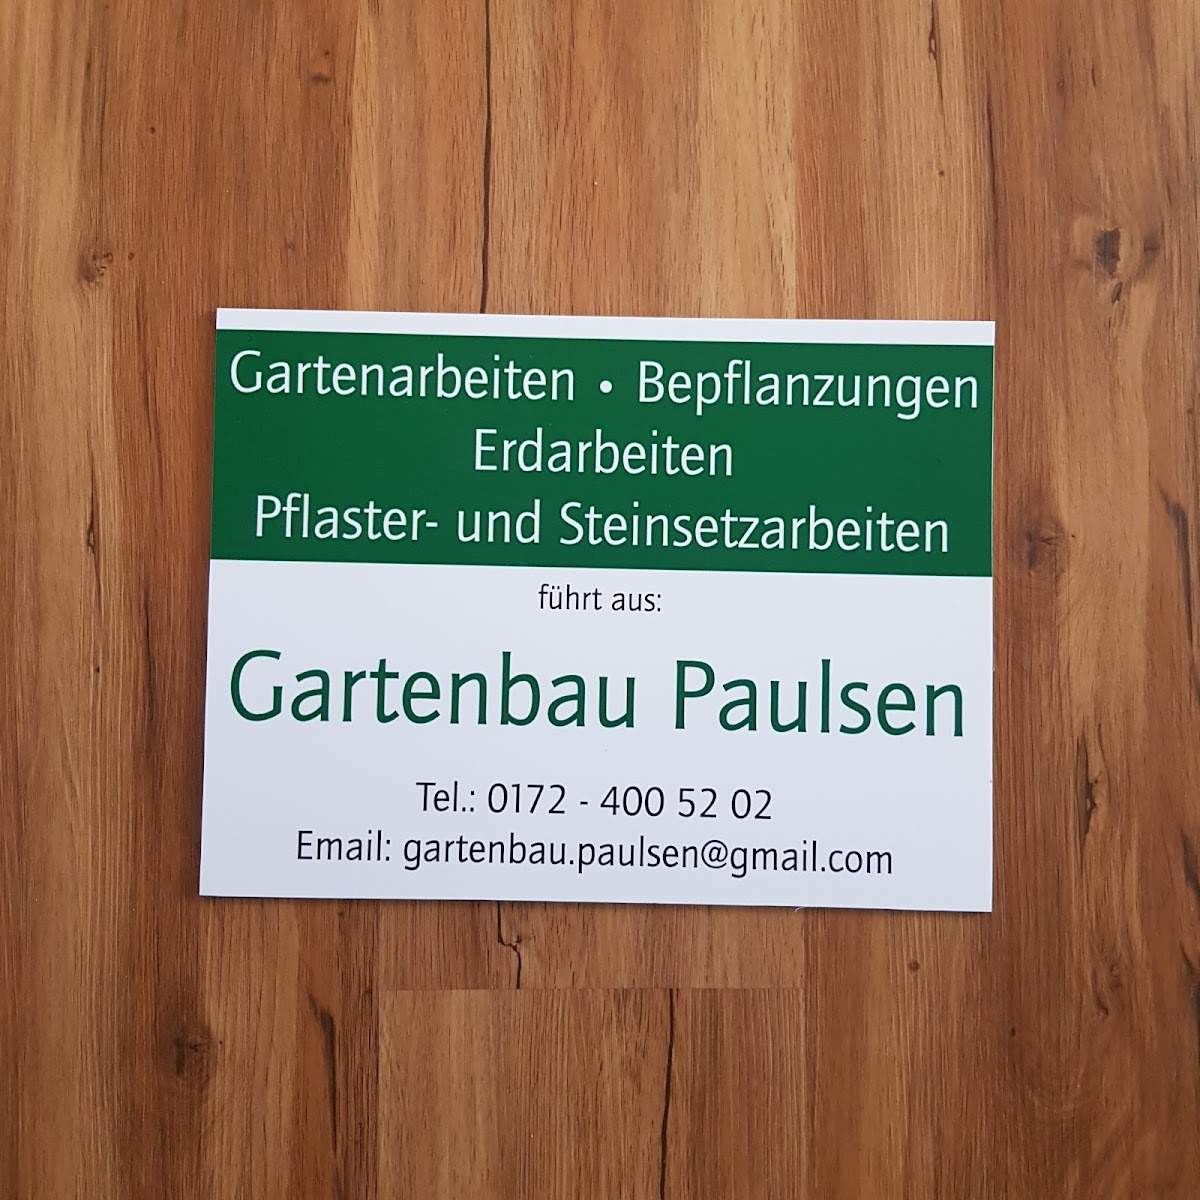 Gartenarbeiten • Bepflanzungen
Erdarbeiten
Pflaster- und Steinsetzarbeiten
führt aus:
Gartenbau Paulsen
Tel.: 0172 - 400 52 02
Email: gartenbau.paulsen@gmail.com